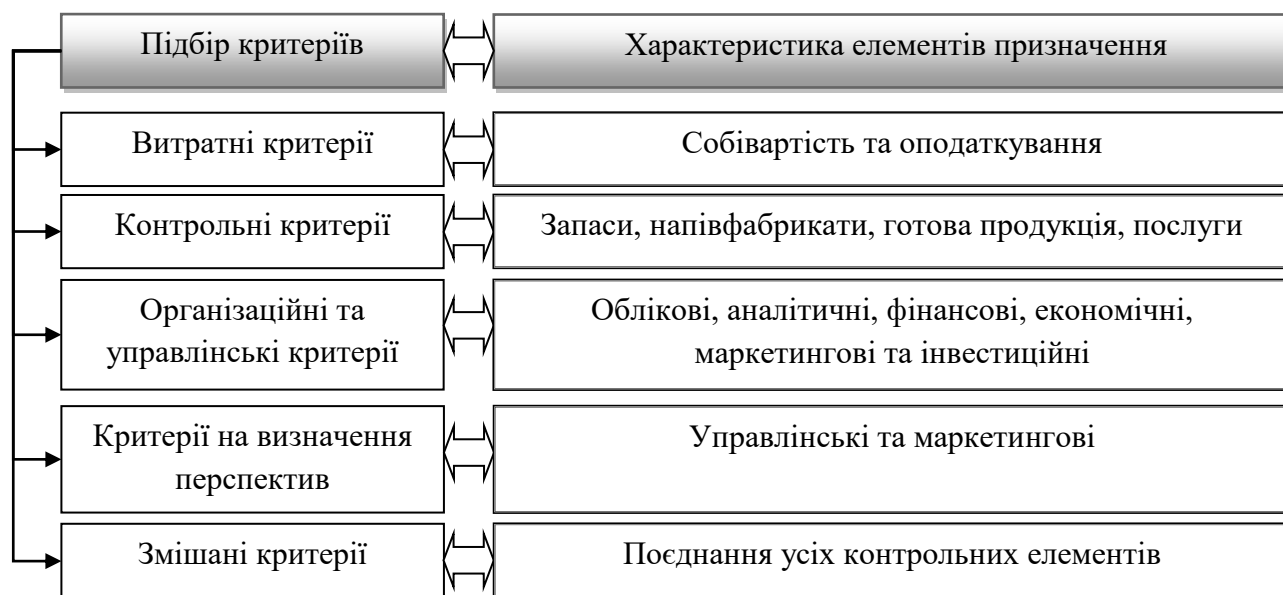 Підбір критеріїв
Характеристика елементів призначення
Витратні критерії
Собівартість та оподаткування
Контрольні критерії
Запаси, напівфабрикати, готова продукція, послуги
Організаційні та
управлінські критерії
Облікові, аналітичні, фінансові, економічні,
маркетингові та інвестиційні
Критерії на визначення
перспектив
Управлінські та маркетингові
Змішані критерії
Поєднання усіх контрольних елементів